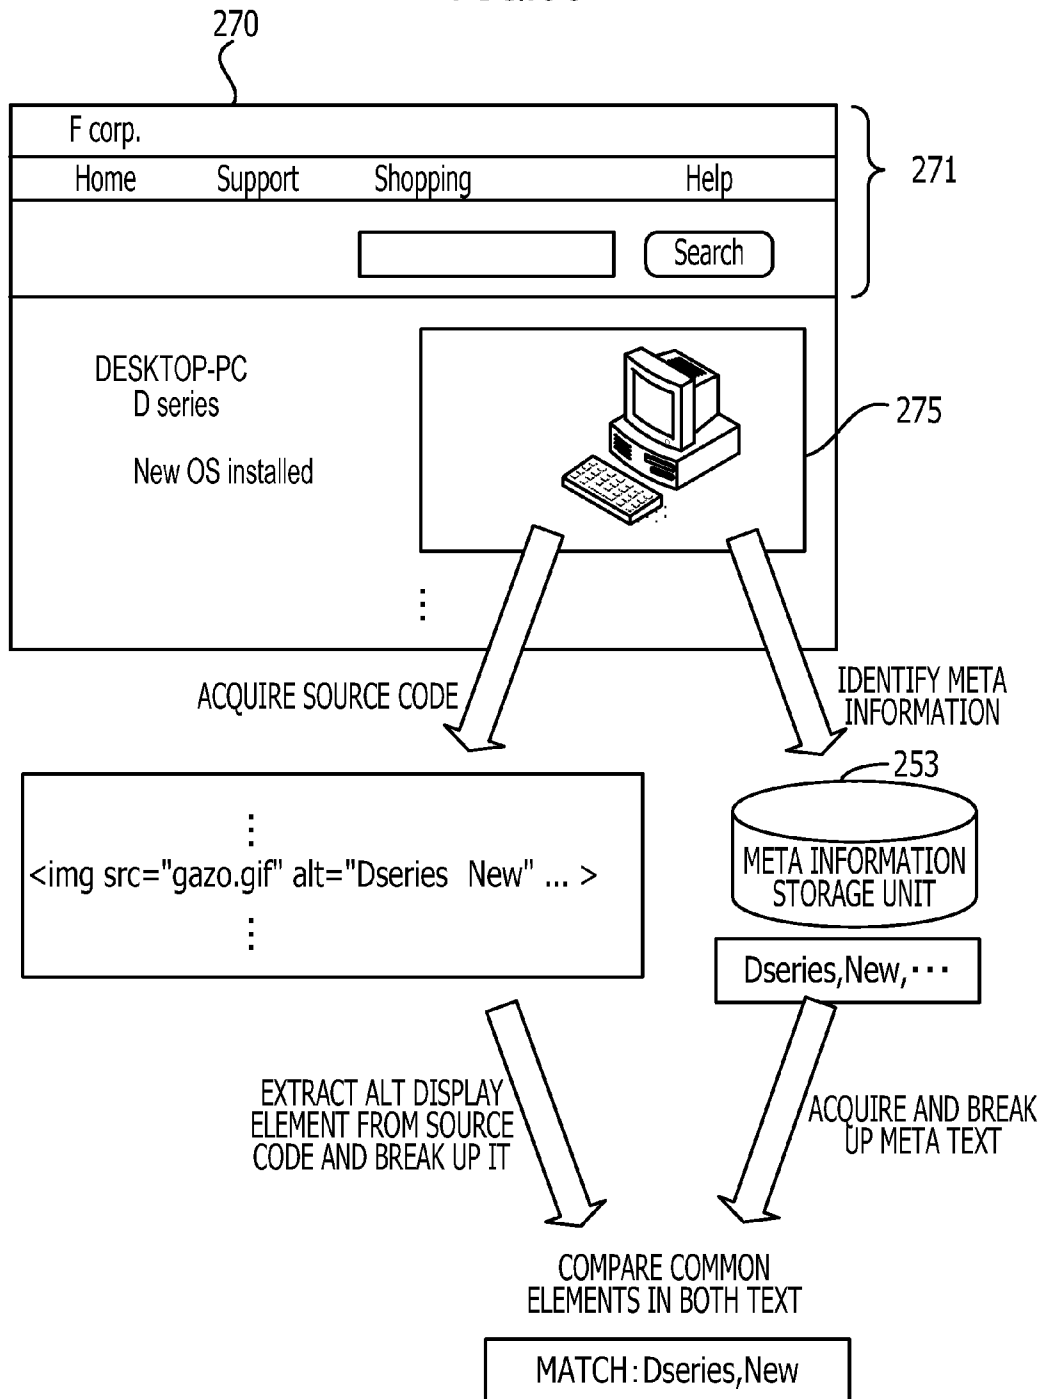 270
F corp.
271
Home Support Shopping Help
Search
DESKTOP-PC
D series
275
New OS installed
ACQUIRE SOURCE CODE
IDENTIFY META
INFORMATION
253
<img src="gazo.gif" alt="Dseries New" ... >
META INFORMATION
STORAGE UNIT
Dseries,New,···
EXTRACT ALT DISPLAY
ELEMENT FROM SOURCE
CODE AND BREAK UP IT
ACQUIRE AND BREAK
UP META TEXT
COMPARE COMMON
ELEMENTS IN BOTH TEXT
MATCH:Dseries,New